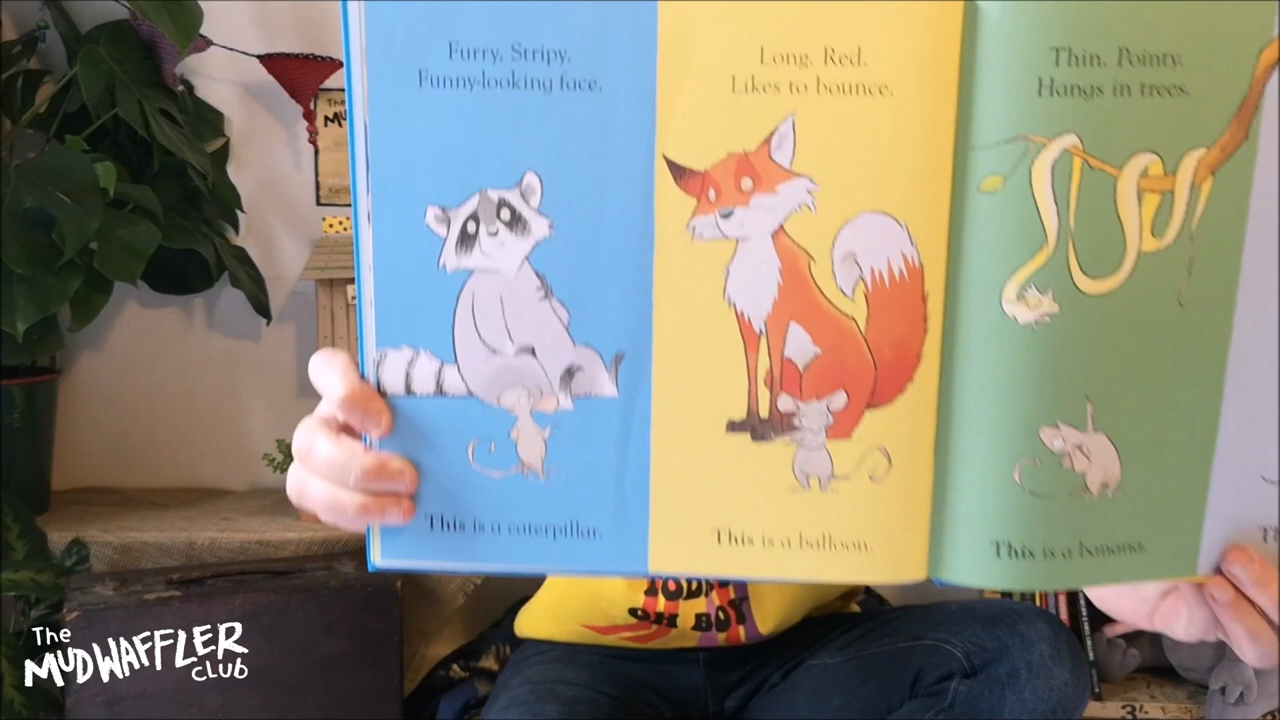 Furry. Stripy.
Funny-looking face.
This is a caterpillar.
Long. Red.
Likes to bounce.
This is a balloon.
Thin. Pointy.
Hangs in trees.
This is a banana.
OH BOY
The
MUDWAFFLER
CLUB